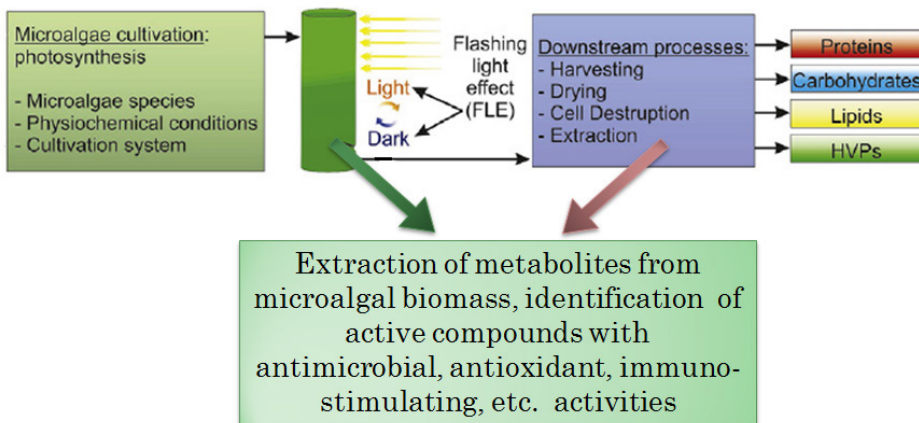 Microalgae cultivation:
photosynthesis
- Microalgae species
- Physiochemical conditions
- Cultivation system
Light
Dark
Flashing
light
effect
(FLE)
Downstream processes:
- Harvesting
- Drying
- Cell Destruction
- Extraction
Proteins
Carbohydrates
Lipids
HVPs
Extraction of metabolites from
microalgal biomass, identification of
active compounds with
antimicrobial, antioxidant, immuno-
stimulating, etc. activities